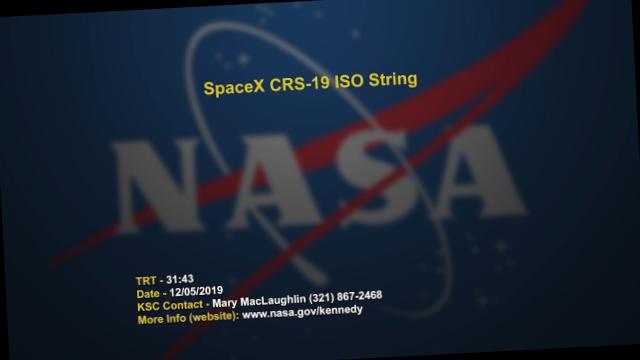 SpaceX CRS-19 ISO String
NASA
TRT - 31:43
Date - 12/05/2019
KSC Contact - Mary MacLaughlin (321) 867-2468
More Info (website): www.nasa.gov/kennedy